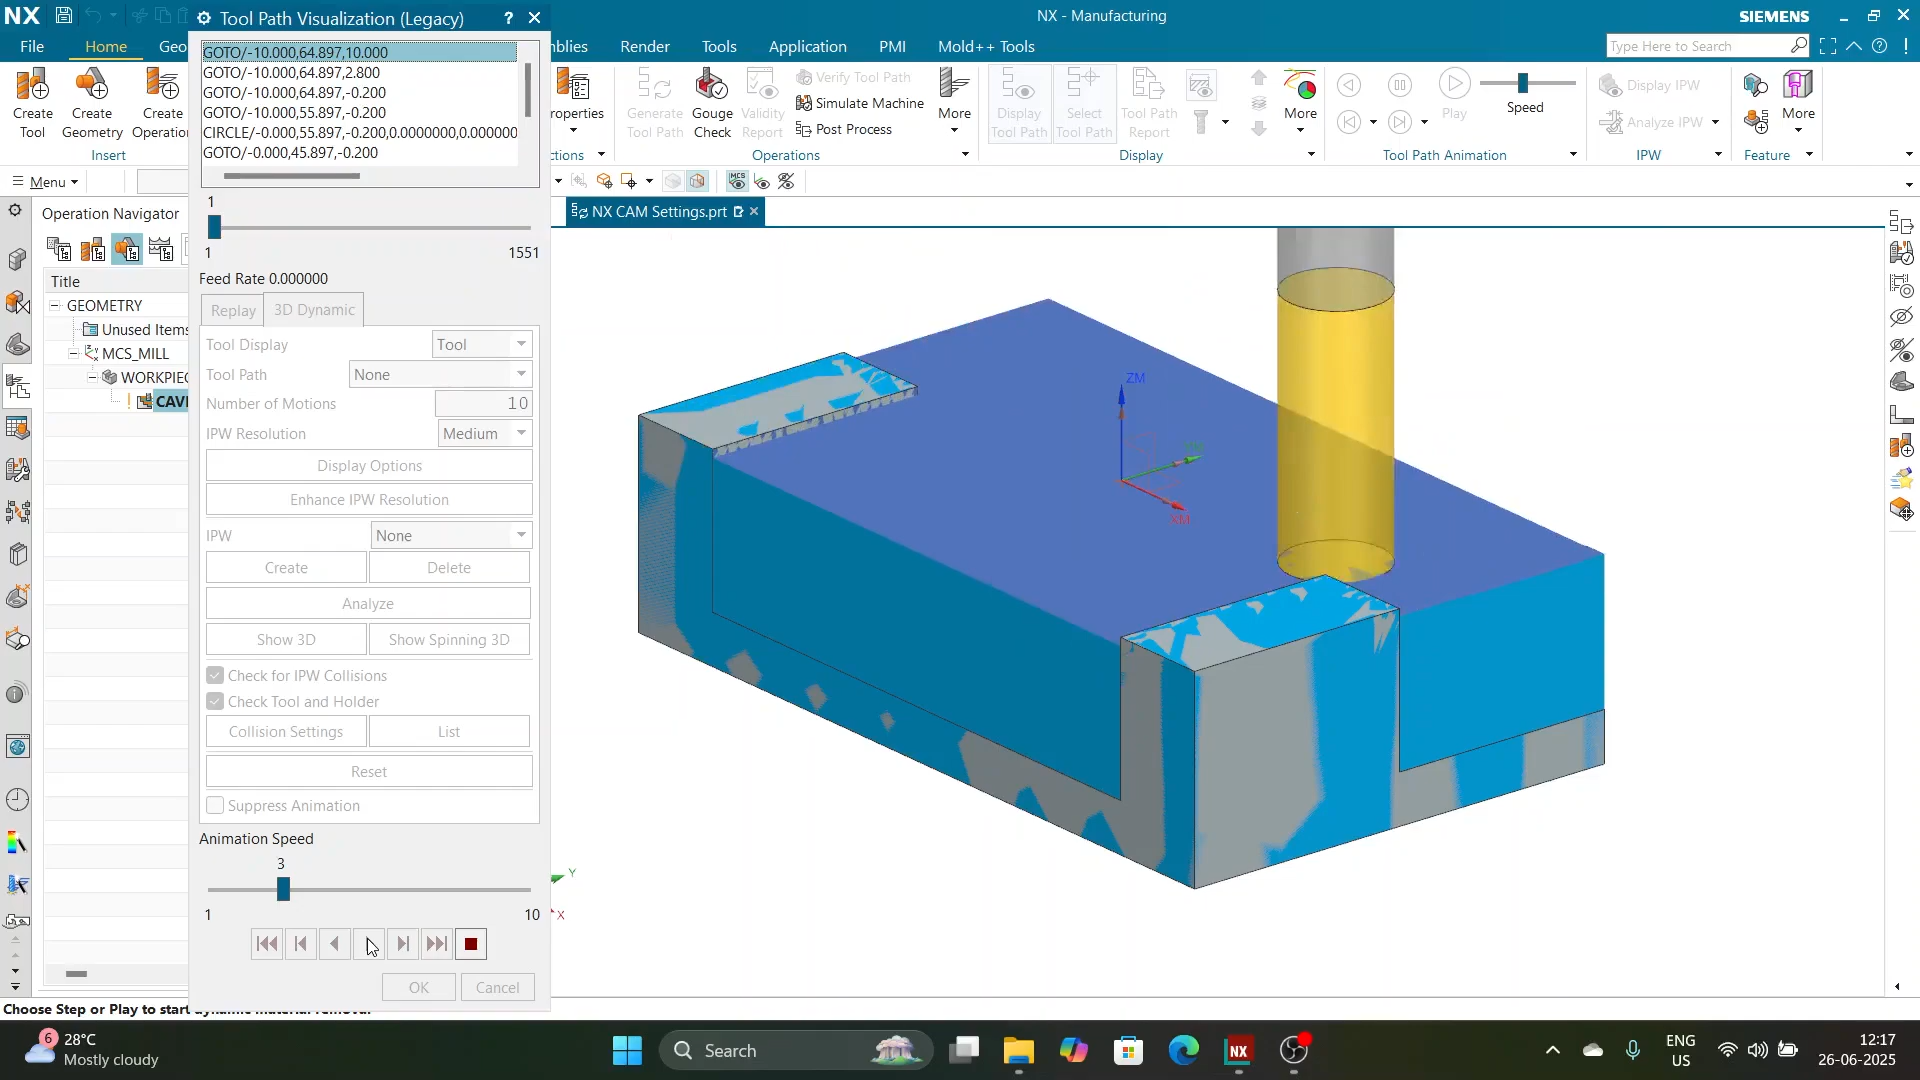 NX
Tool Path Visualization (Legacy)
?
NX - Manufacturing
SIEMENS
File
Home
Geo
blies
Render
Tools
Application
PMI
Mold++ Tools
Type Here to Search
Create Tool
Create Geometry
Create Operatio
Insert
GOTO/-10.000,64.897,10.000
GOTO/-10.000,64.897,2.800
GOTO/-10.000,64.897,-0.200
GOTO/-10.000,55.897,-0.200
CIRCLE/-0.000,55.897,-0.200,0.0000000,0.000000
GOTO/-0.000,45.897,-0.200
roperties
ctions
Generate Tool Path
Gouge Check
Validity Report
Verify Tool Path
Simulate Machine
Post Process
More
Operations
Display Tool Path
Select Tool Path
Tool Path Report
More
Display
Play
Speed
Tool Path Animation
Display IPW
Analyze IPW
IPW
More
Feature
Menu
MCS
Operation Navigator
NX CAM Settings.prt
Title
GEOMETRY
Unused Items
MCS_MILL
WORKPIEC
CAVI
1
1
1551
Feed Rate 0.000000
Replay
3D Dynamic
Tool Display
Tool
Tool Path
None
Number of Motions
10
IPW Resolution
Medium
Display Options
Enhance IPW Resolution
IPW
None
Create
Delete
Analyze
Show 3D
Show Spinning 3D
Check for IPW Collisions
Check Tool and Holder
Collision Settings
List
Reset
Suppress Animation
Animation Speed
3
1
10
OK
Cancel
ZM
XM
Y
X
Choose Step or Play to start dynamic material removal
6
28°C
Mostly cloudy
Search
NX
ENG
US
12:17
26-06-2025